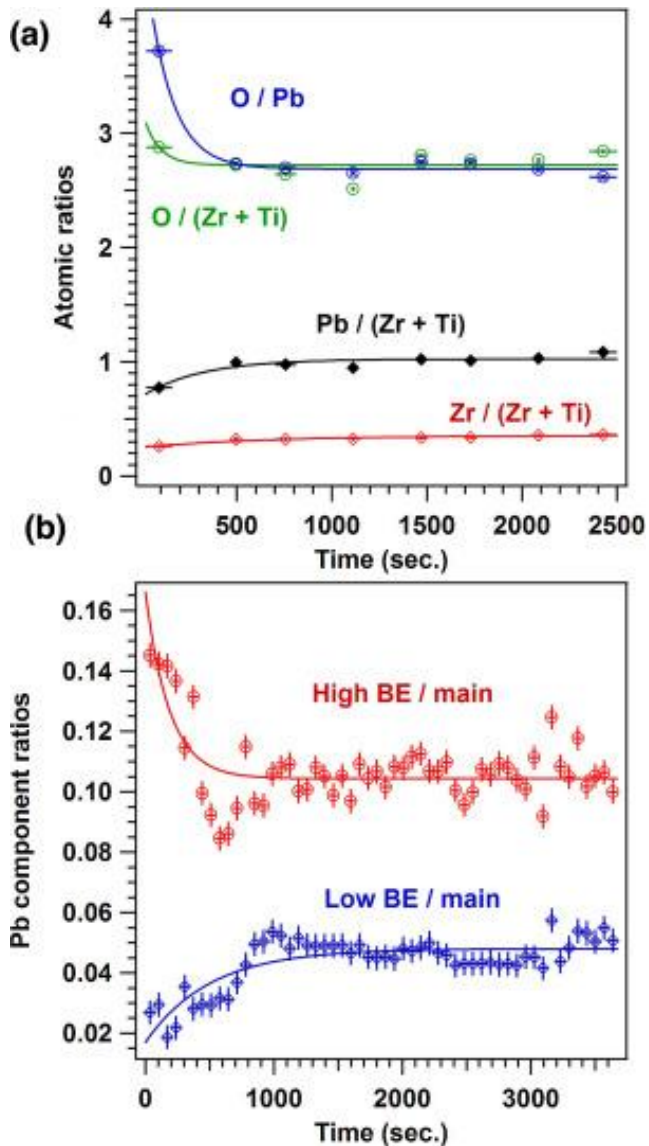 (a)
4
3
2
1
0
Atomic ratios
O / Pb
O / (Zr + Ti)
Pb / (Zr + Ti)
Zr / (Zr + Ti)
500 1000 1500 2000 2500
Time (sec.)
(b)
0.16
0.14
0.12
0.10
0.08
0.06
0.04
0.02
Pb component ratios
High BE / main
Low BE / main
0 1000 2000 3000
Time (sec.)